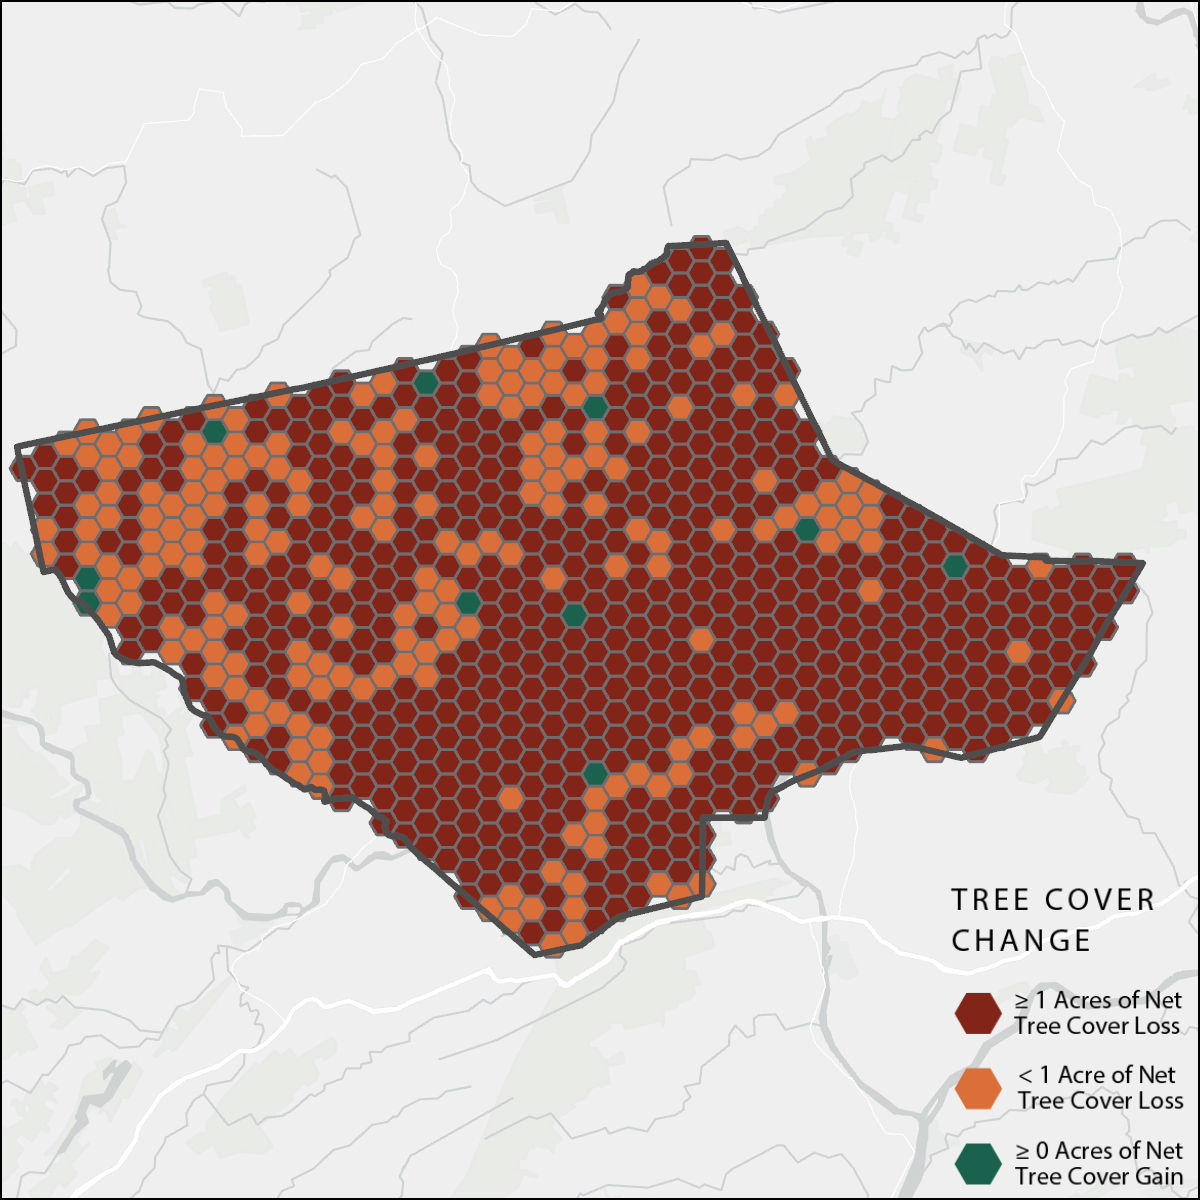 TREE COVER
CHANGE
≥ 1 Acres of Net
Tree Cover Loss
< 1 Acre of Net
Tree Cover Loss
≥ 0 Acres of Net
Tree Cover Gain